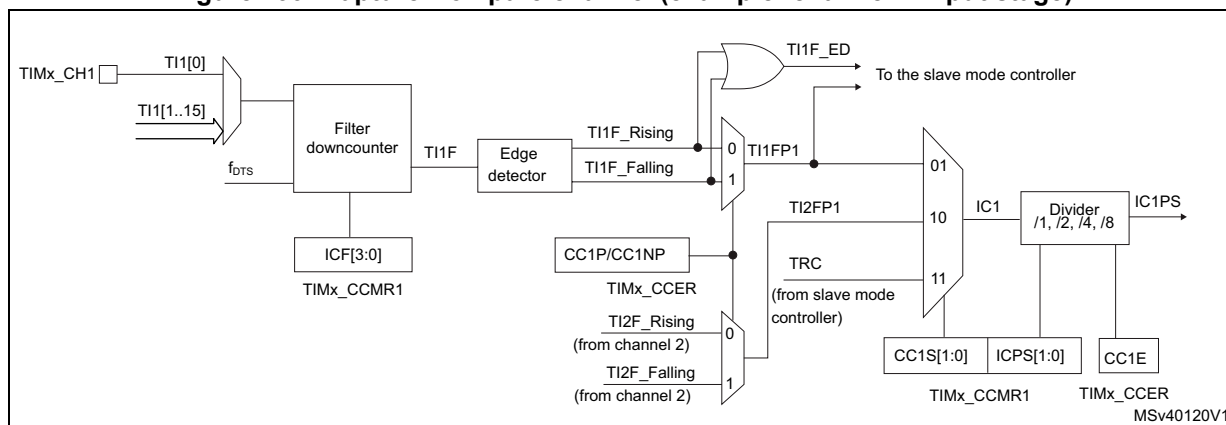 TI1[0]
TIMx_CH1
TI1[1..15]
fDTS
Filter
downcounter
ICF[3:0]
TIMx_CCMR1
TI1F
Edge
detector
TI1F_Rising
TI1F_Falling
TI1F_ED
To the slave mode controller
0
1
TI1FP1
CC1P/CC1NP
TIMx_CCER
TI2F_Rising
(from channel 2)
TI2F_Falling
(from channel 2)
0
1
TI2FP1
TRC
(from slave mode
controller)
01
10
11
IC1
Divider
/1, /2, /4, /8
IC1PS
CC1S[1:0]
ICPS[1:0]
CC1E
TIMx_CCMR1
TIMx_CCER
MSv40120V1